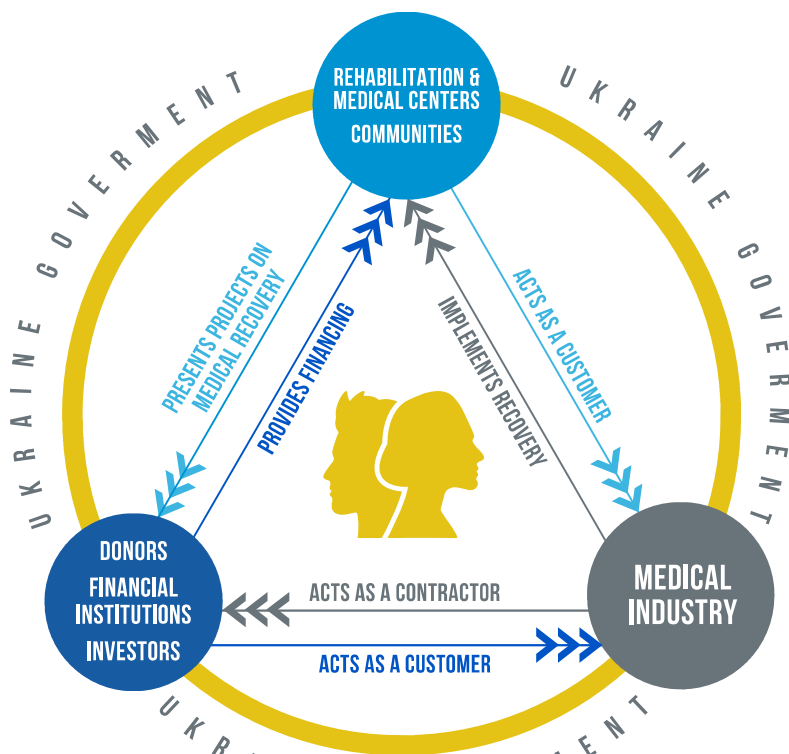 REHABILITATION &
MEDICAL CENTERS
COMMUNITIES
UKRAINE GOVERMENT
UKRAINE GOVERMENT
PRESENTS PROJECTS ON
MEDICAL RECOVERY
PROVIDES FINANCING
IMPLEMENTS RECOVERY
ACTS AS A CUSTOMER
DONORS
FINANCIAL
INSTITUTIONS
INVESTORS
ACTS AS A CONTRACTOR
ACTS AS A CUSTOMER
MEDICAL
INDUSTRY